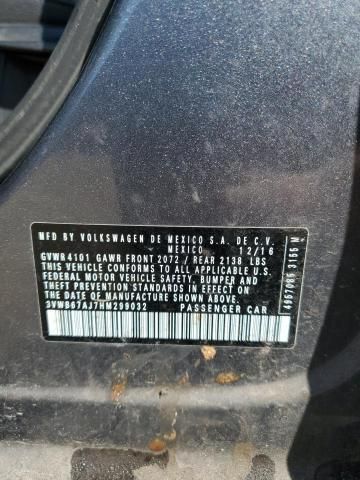 MFD BY VOLKSWAGEN DE MEXICO S.A. DE C.V.
MEXICO 12/16
GVWR 4101 GAWR FRONT 2072 / REAR 2138 LBS
THIS VEHICLE CONFORMS TO ALL APPLICABLE
FEDERAL MOTOR VEHICLE SAFETY, BUMPER AND
THEFT PREVENTION STANDARDS IN EFFECT
ON THE DATE OF MANUFACTURE SHOWN ABOVE
3VWB67AJ7HM299032 PASSENGER CAR